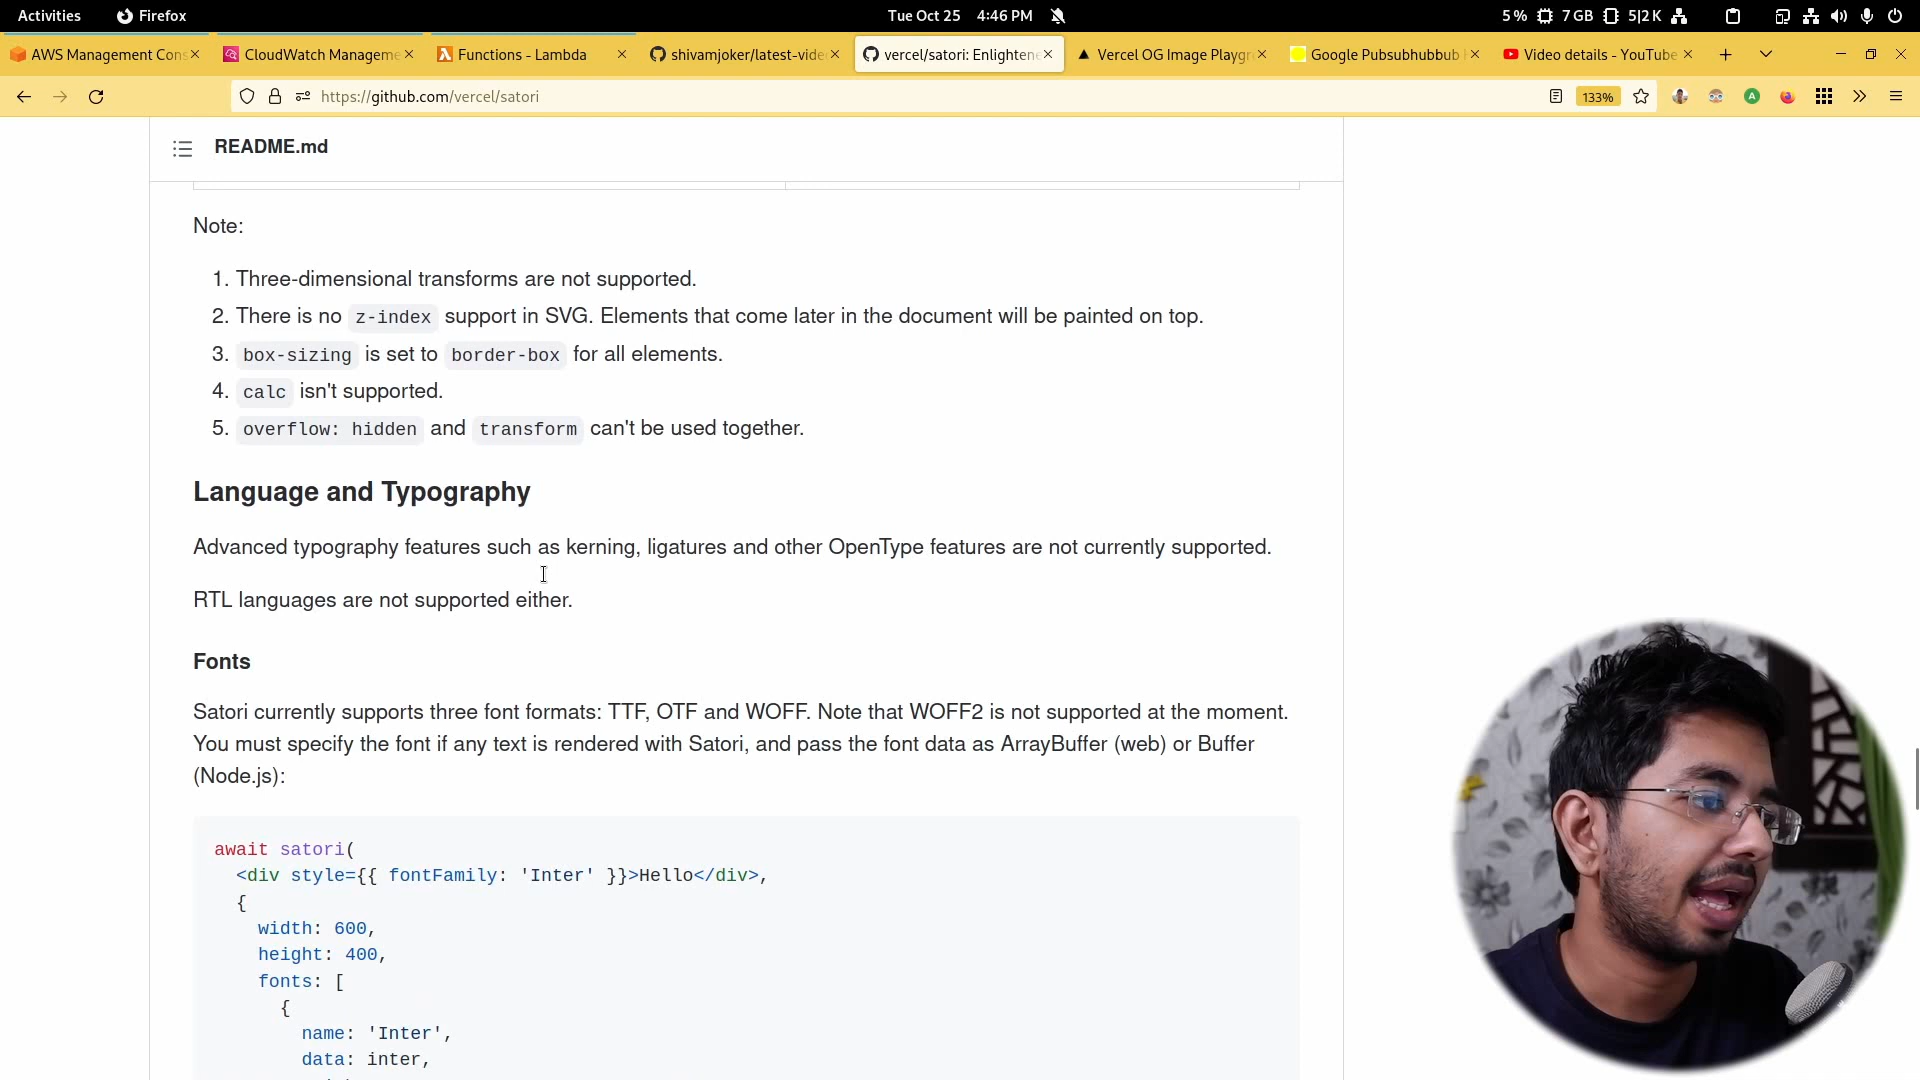 Activities Firefox Tue Oct 25 4:46 PM 5 % 7 GB 5|2 K
AWS Management Cons CloudWatch Manageme Functions - Lambda shivamjoker/latest-vide vercel/satori: Enlightene Vercel OG Image Playgr Google Pubsubhubbub H Video details - YouTube
https://github.com/vercel/satori 133%
README.md
Note:
1. Three-dimensional transforms are not supported.
2. There is no z-index support in SVG. Elements that come later in the document will be painted on top.
3. box-sizing is set to border-box for all elements.
4. calc isn't supported.
5. overflow: hidden and transform can't be used together.
Language and Typography
Advanced typography features such as kerning, ligatures and other OpenType features are not currently supported.
RTL languages are not supported either.
Fonts
Satori currently supports three font formats: TTF, OTF and WOFF. Note that WOFF2 is not supported at the moment.
You must specify the font if any text is rendered with Satori, and pass the font data as ArrayBuffer (web) or Buffer
(Node.js):
await satori(
<div style={{ fontFamily: 'Inter' }}>Hello</div>,
{
width: 600,
height: 400,
fonts: [
{
name: 'Inter',
data: inter,